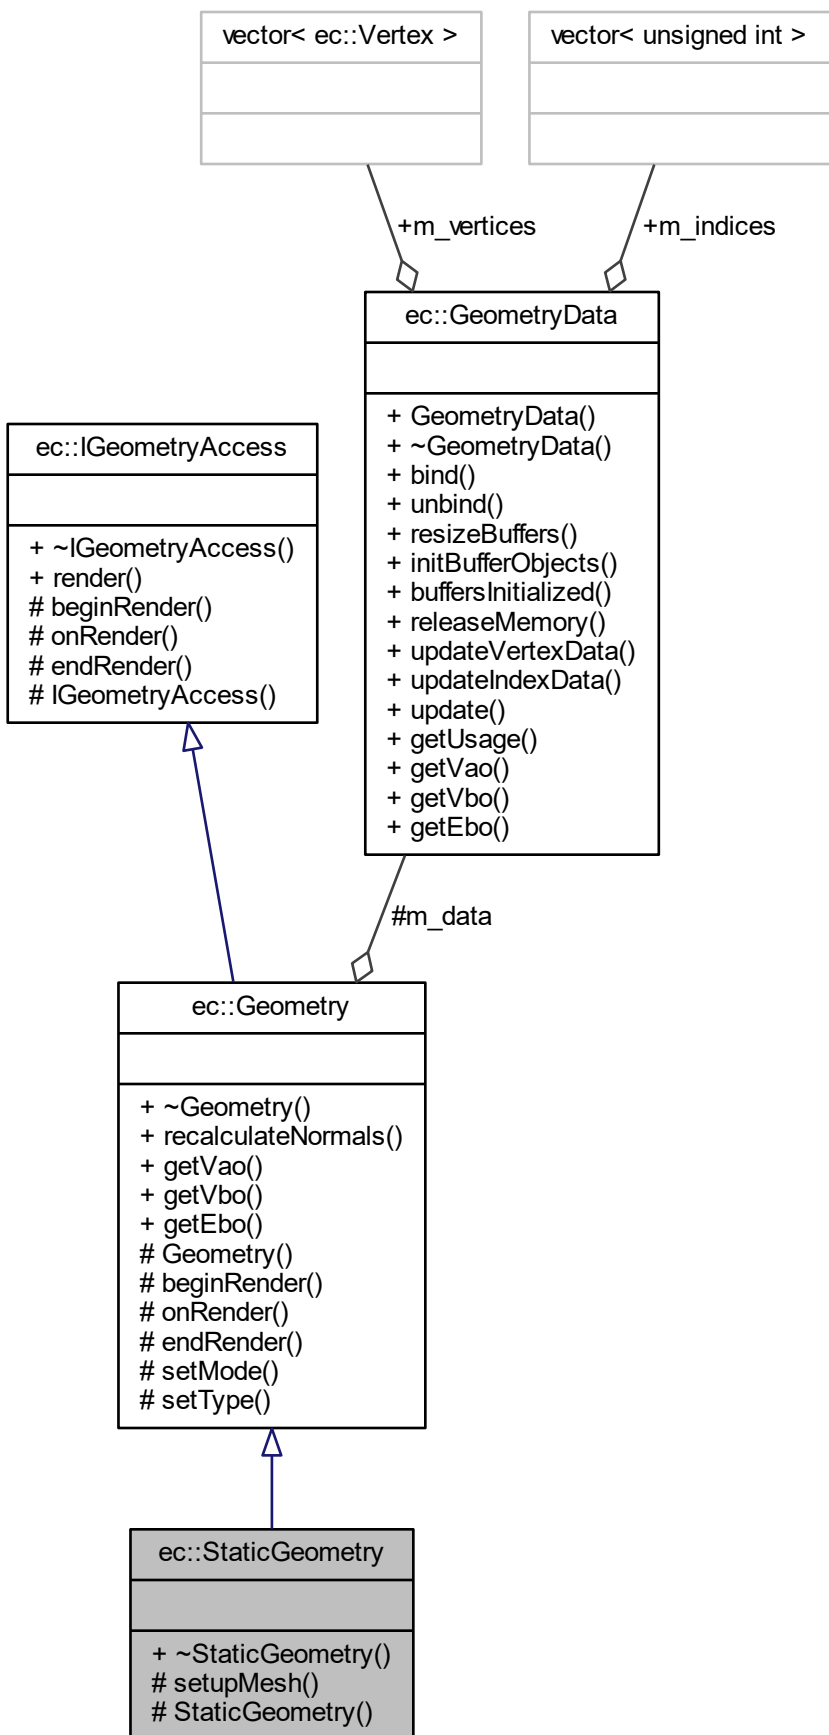 vector< ec::Vertex >
vector< unsigned int >
+m_vertices
+m_indices
ec::GeometryData
+ GeometryData()
+ ~GeometryData()
+ bind()
+ unbind()
+ resizeBuffers()
+ initBufferObjects()
+ buffersInitialized()
+ releaseMemory()
+ updateVertexData()
+ updateIndexData()
+ update()
+ getUsage()
+ getVao()
+ getVbo()
+ getEbo()
ec::IGeometryAccess
+ ~IGeometryAccess()
+ render()
# beginRender()
# onRender()
# endRender()
# IGeometryAccess()
#m_data
ec::Geometry
+ ~Geometry()
+ recalculateNormals()
+ getVao()
+ getVbo()
+ getEbo()
# Geometry()
# beginRender()
# onRender()
# endRender()
# setMode()
# setType()
ec::StaticGeometry
+ ~StaticGeometry()
# setupMesh()
# StaticGeometry()